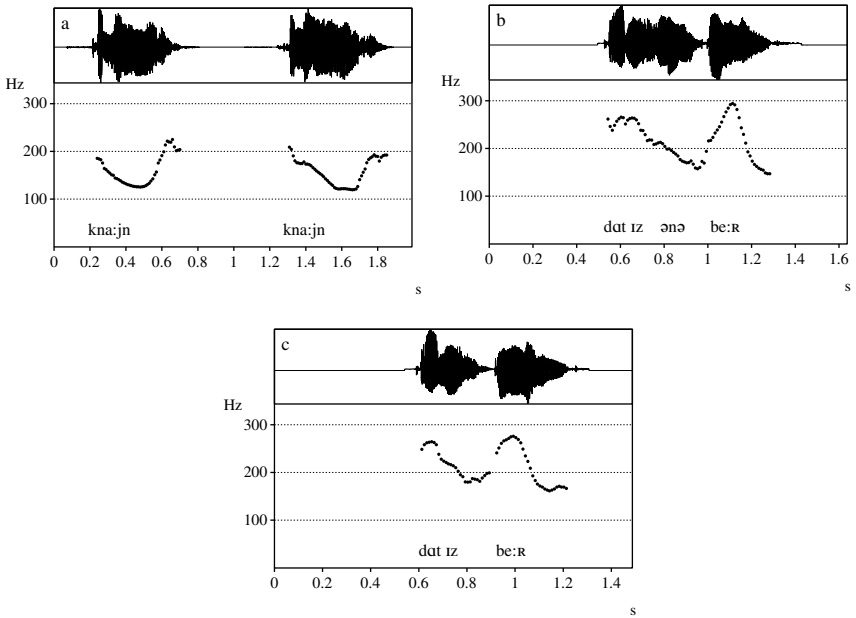 a
Hz
300
200
100
kna:jn kna:jn
0 0.2 0.4 0.6 0.8 1 1.2 1.4 1.6 1.8
s
b
Hz
300
200
100
dɑt ɪz ənə be:ʀ
0 0.2 0.4 0.6 0.8 1 1.2 1.4 1.6
s
c
Hz
300
200
100
dɑt ɪz be:ʀ
0 0.2 0.4 0.6 0.8 1 1.2 1.4
s